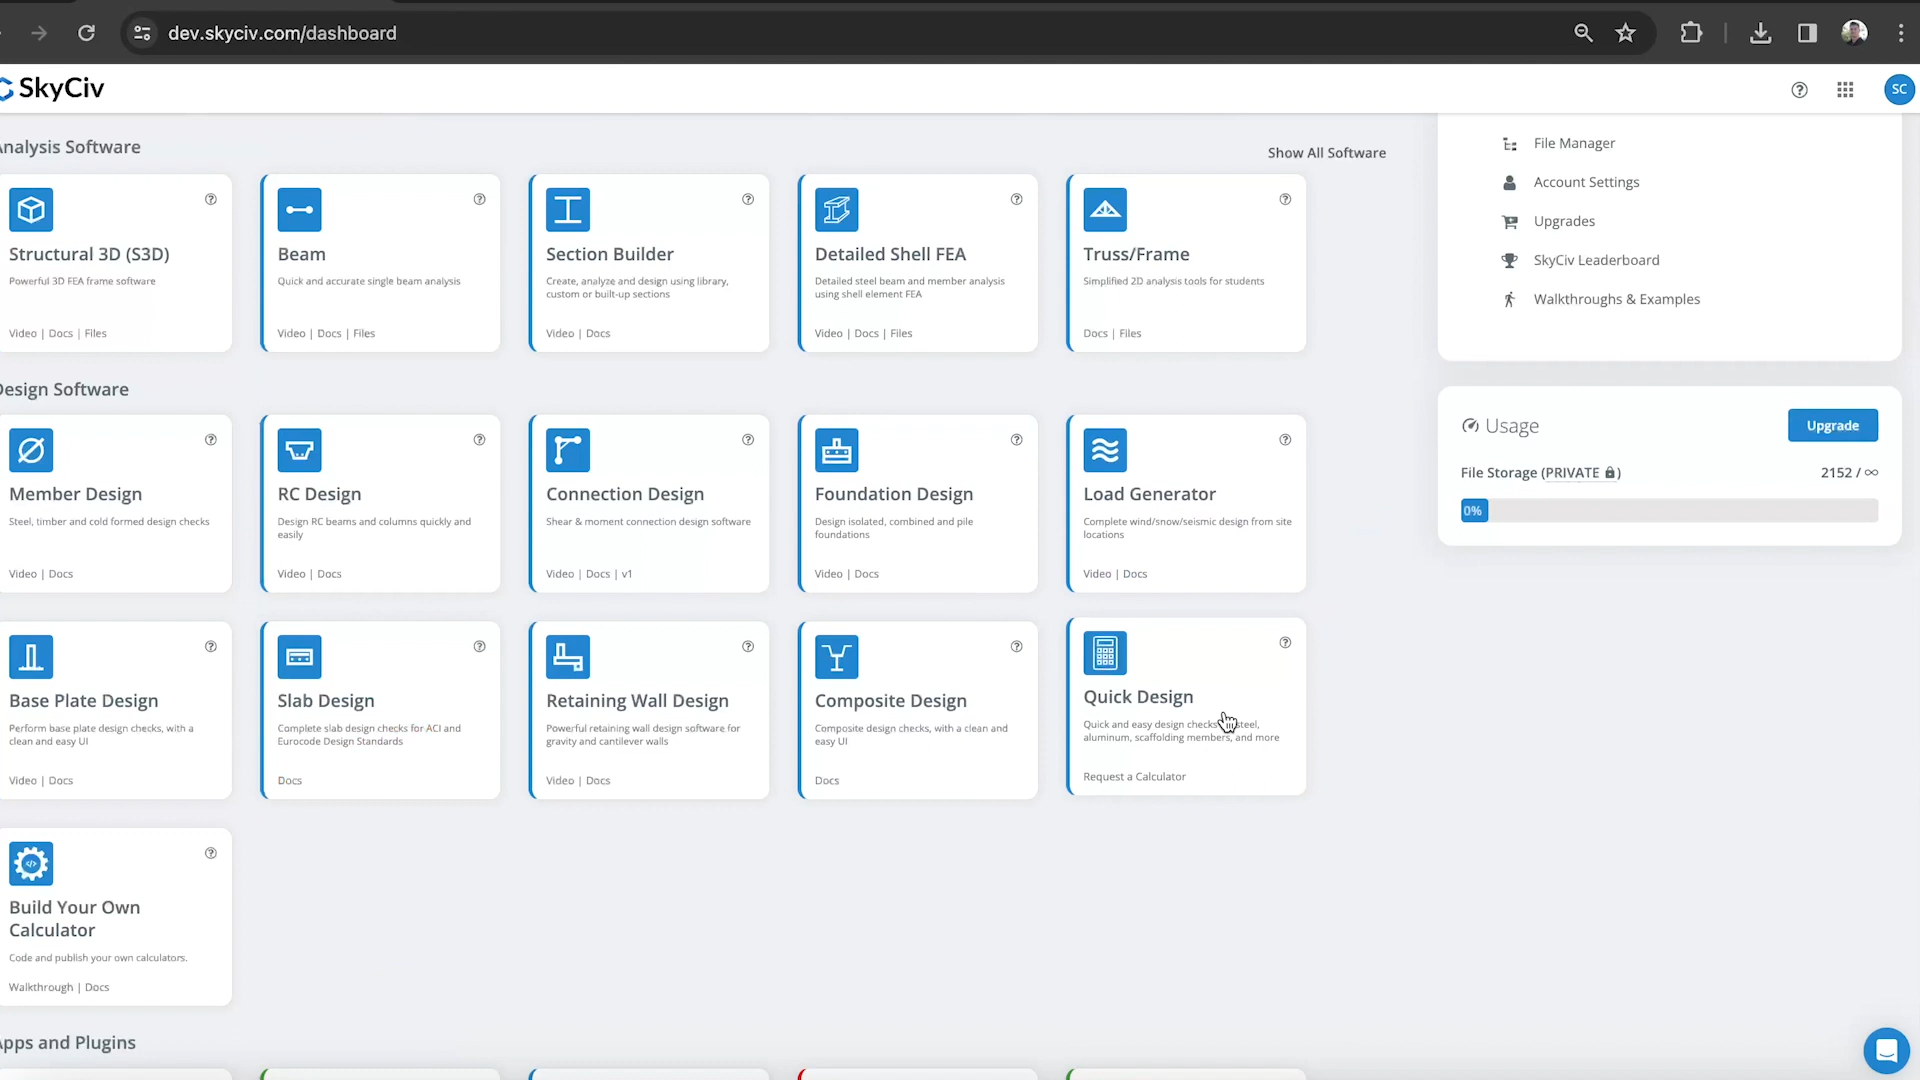 dev.skyciv.com/dashboard
SkyCiv
SC
nalysis Software
Show All Software
Structural 3D (S3D)
Powerful 3D FEA frame software
Video | Docs | Files
Beam
Quick and accurate single beam analysis
Video | Docs | Files
Section Builder
Create, analyze and design using library,
custom or built-up sections
Video | Docs
Detailed Shell FEA
Detailed steel beam and member analysis
using shell element FEA
Video | Docs | Files
Truss/Frame
Simplified 2D analysis tools for students
Docs | Files
File Manager
Account Settings
Upgrades
SkyCiv Leaderboard
Walkthroughs & Examples
Usage
Upgrade
File Storage (PRIVATE)
2152 / ∞
0%
esign Software
Member Design
Steel, timber and cold formed design checks
Video | Docs
RC Design
Design RC beams and columns quickly and
easily
Video | Docs
Connection Design
Shear & moment connection design software
Video | Docs | v1
Foundation Design
Design isolated, combined and pile
foundations
Video | Docs
Load Generator
Complete wind/snow/seismic design from site
locations
Video | Docs
Base Plate Design
Perform base plate design checks, with a
clean and easy UI
Video | Docs
Slab Design
Complete slab design checks for ACI and
Eurocode Design Standards
Docs
Retaining Wall Design
Powerful retaining wall design software for
gravity and cantilever walls
Video | Docs
Composite Design
Composite design checks, with a clean and
easy UI
Docs
Quick Design
Quick and easy design checks steel,
aluminum, scaffolding members, and more
Request a Calculator
Build Your Own
Calculator
Code and publish your own calculators.
Walkthrough | Docs
pps and Plugins